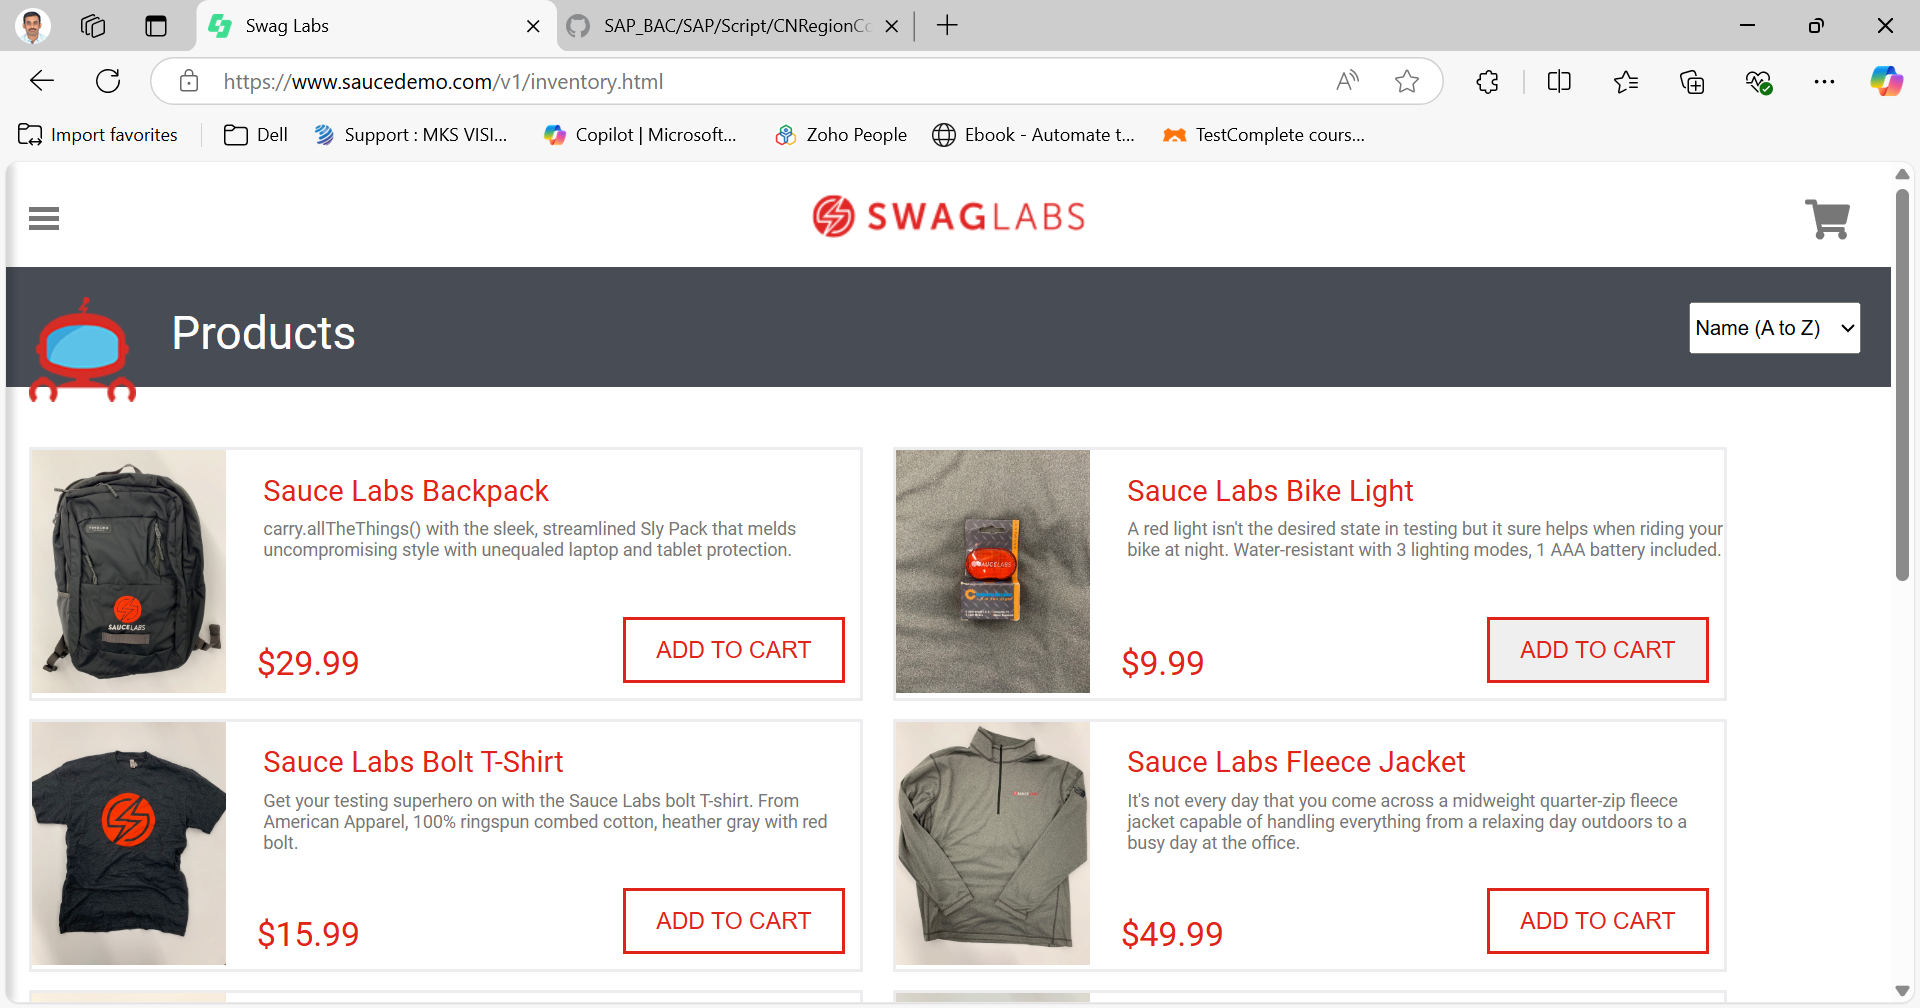 Swag Labs
SAP_BAC/SAP/Script/CNRegionCo
https://www.saucedemo.com/v1/inventory.html
Import favorites
Dell
Support : MKS VISI...
Copilot | Microsoft...
Zoho People
Ebook - Automate t...
TestComplete cours...
SWAGLABS
Products
Name (A to Z)
Sauce Labs Backpack
carry.allTheThings() with the sleek, streamlined Sly Pack that melds
uncompromising style with unequaled laptop and tablet protection.
SAUCELABS
$29.99
ADD TO CART
Sauce Labs Bike Light
A red light isn't the desired state in testing but it sure helps when riding your
bike at night. Water-resistant with 3 lighting modes, 1 AAA battery included.
SAUCELABS
$9.99
ADD TO CART
Sauce Labs Bolt T-Shirt
Get your testing superhero on with the Sauce Labs bolt T-shirt. From
American Apparel, 100% ringspun combed cotton, heather gray with red
bolt.
$15.99
ADD TO CART
Sauce Labs Fleece Jacket
It's not every day that you come across a midweight quarter-zip fleece
jacket capable of handling everything from a relaxing day outdoors to a
busy day at the office.
$49.99
ADD TO CART